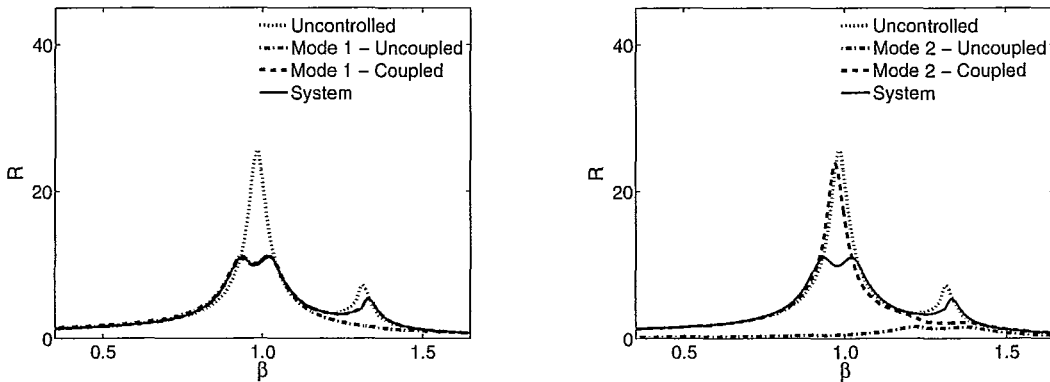 40
20
0
R
0.5
1.0
1.5
β
Uncontrolled
Mode 1 – Uncoupled
Mode 1 – Coupled
System
40
20
0
R
0.5
1.0
1.5
β
Uncontrolled
Mode 2 – Uncoupled
Mode 2 – Coupled
System